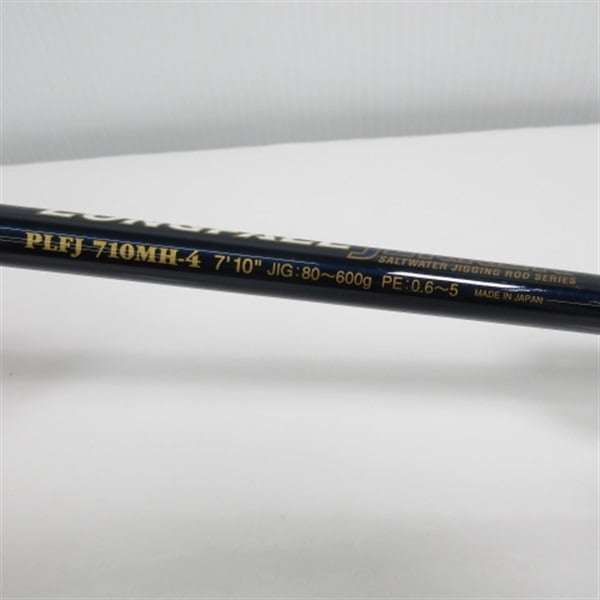 LONGFALL
SALTWATER JIGGING ROD SERIES
PLFJ 710MH-4 7'10" JIG:80〜600g PE:0.6〜5 MADE IN JAPAN